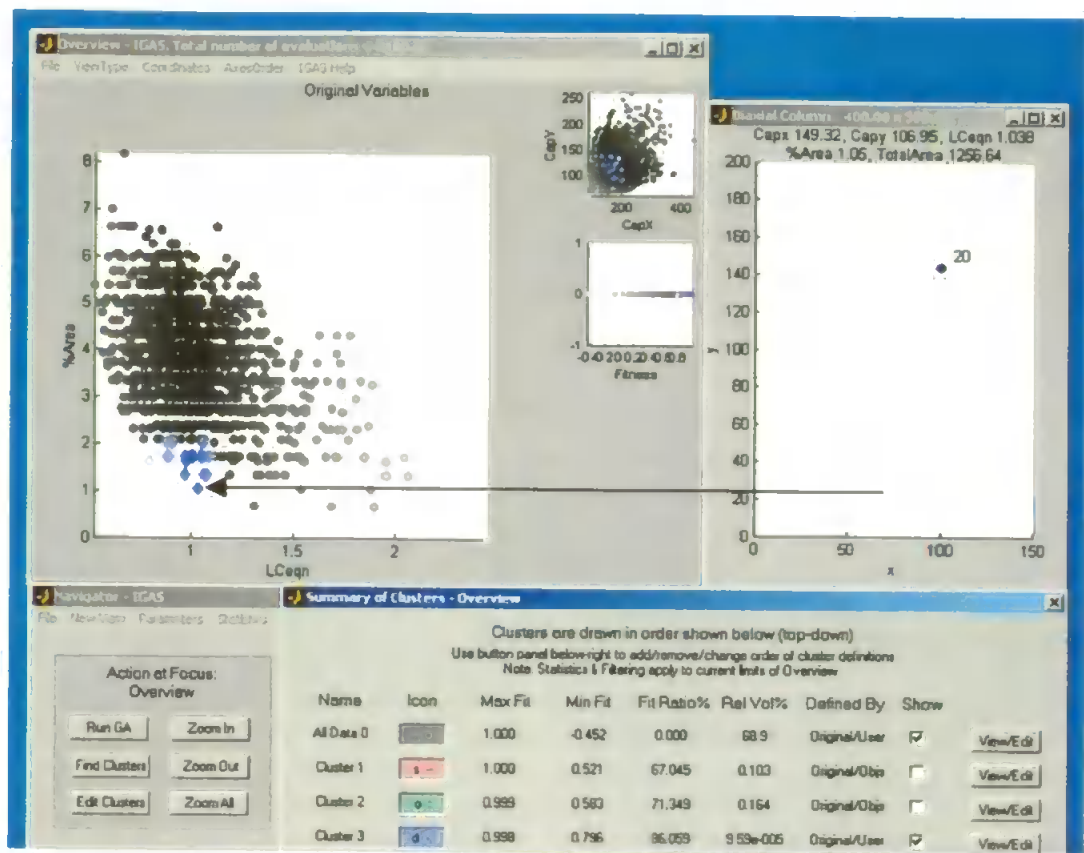 Overview - IGAS. Total number of evaluations
File ViewType Coordinates AxesOrder IGAS Help
Original Variables
8
7
6
5
4
3
2
1
0
%Area
1
1.5
2
LCeqn
250
200
150
100
CapY
200
400
CapX
1
0
-1
Fitness
Biaxial Column
Capx 149.32, Capy 106.95, LCeqn 1.038
%Area 1.05, TotalArea 1256.64
200
180
160
140
100
80
60
40
20
0
y
20
0
50
100
150
x
Navigator - IGAS
File New/View Parameters Statistics
Action at Focus:
Overview
Run GA Zoom In
Find Clusters Zoom Out
Edit Clusters Zoom All
Summary of Clusters - Overview
Clusters are drawn in order shown below (top-down)
Use button panel below-right to add/remove/change order of cluster definitions
Note: Statistics & Filtering apply to current limits of Overview
Name Icon Max Fit Min Fit Fit Ratio% Rel Vol% Defined By Show
All Data 0 1.000 -0.452 0.000 68.9 Original/User View/Edit
Cluster 1 s 1.000 0.521 67.045 0.103 Original/Objs View/Edit
Cluster 2 o 0.999 0.583 71.349 0.164 Original/Objs View/Edit
Cluster 3 d 0.998 0.796 86.059 9.59e-005 Original/User View/Edit